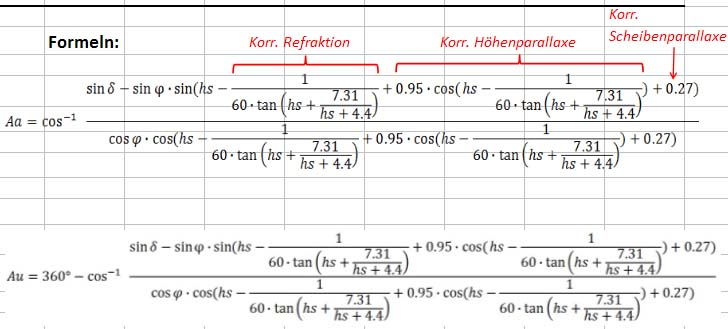 Korr.
Scheibenparallaxe
Formeln: Korr. Refraktion Korr. Höhenparallaxe
Aa = cos⁻¹ (sin δ − sin φ · sin(hs − 1/(60 · tan(hs + 7.31/(hs + 4.4))) + 0.95 · cos(hs − 1/(60 · tan(hs + 7.31/(hs + 4.4)))) + 0.27)) / (cos φ · cos(hs − 1/(60 · tan(hs + 7.31/(hs + 4.4))) + 0.95 · cos(hs − 1/(60 · tan(hs + 7.31/(hs + 4.4)))) + 0.27))
Au = 360° − cos⁻¹ (sin δ − sin φ · sin(hs − 1/(60 · tan(hs + 7.31/(hs + 4.4))) + 0.95 · cos(hs − 1/(60 · tan(hs + 7.31/(hs + 4.4)))) + 0.27)) / (cos φ · cos(hs − 1/(60 · tan(hs + 7.31/(hs + 4.4))) + 0.95 · cos(hs − 1/(60 · tan(hs + 7.31/(hs + 4.4)))) + 0.27))